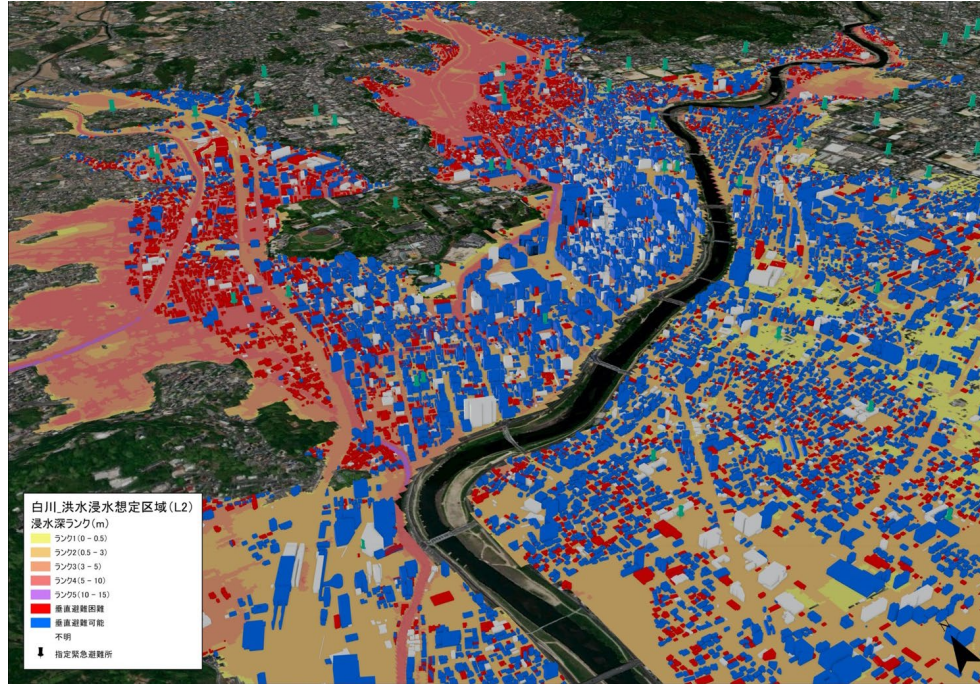 白川_洪水浸水想定区域(L2)
浸水深ランク(m)
ランク1(0 - 0.5)
ランク2(0.5 - 3)
ランク3(3 - 5)
ランク4(5 - 10)
ランク5(10 - 15)
垂直避難困難
垂直避難可能
不明
指定緊急避難所